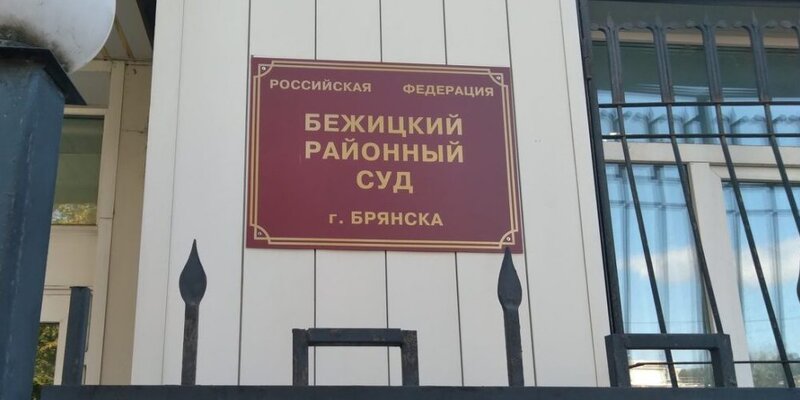 РОССИЙСКАЯ ФЕДЕРАЦИЯ
БЕЖИЦКИЙ
РАЙОННЫЙ
СУД
г. БРЯНСКА